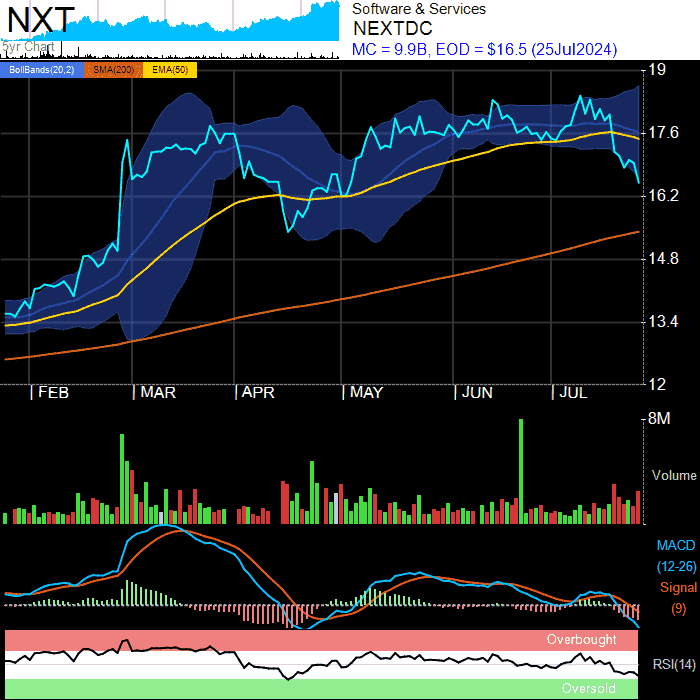 NXT
5yr Chart
Software & Services
NEXTDC
MC = 9.9B, EOD = $16.5 (25Jul2024)
BollBands(20,2) SMA(200) EMA(50)
19
17.6
16.2
14.8
13.4
12
| FEB | MAR | APR | MAY | JUN | JUL
8M
Volume
MACD
(12-26)
Signal
(9)
Overbought
RSI(14)
Oversold